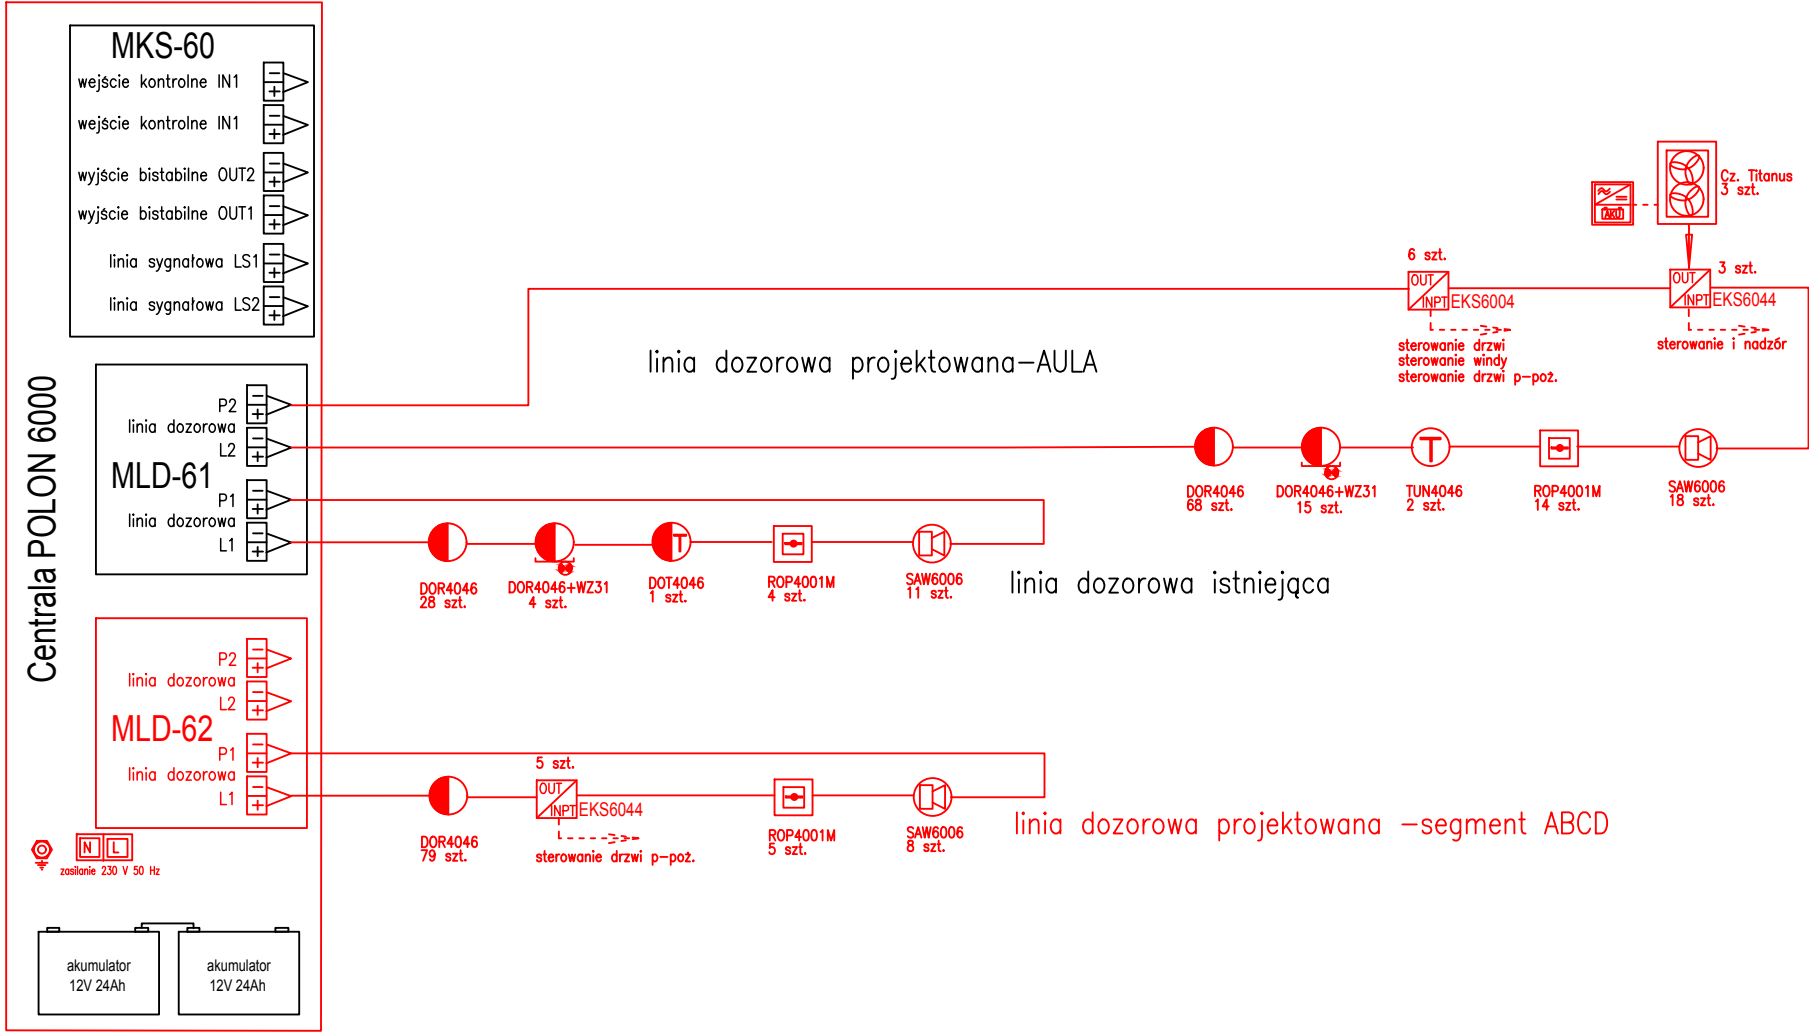 Centrala POLON 6000
MKS-60
wejście kontrolne IN1
wejście kontrolne IN1
wyjście bistabilne OUT2
wyjście bistabilne OUT1
linia sygnałowa LS1
linia sygnałowa LS2
P2
linia dozorowa
L2
MLD-61
P1
linia dozorowa
L1
P2
linia dozorowa
L2
MLD-62
P1
linia dozorowa
L1
N L
zasilanie 230 V 50 Hz
akumulator
12V 24Ah
akumulator
12V 24Ah
linia dozorowa projektowana-AULA
6 szt.
OUT
INPT
EKS6004
sterowanie drzwi
sterowanie windy
sterowanie drzwi p-poż.
AKU
Cz. Titanus
3 szt.
3 szt.
OUT
INPT
EKS6044
sterowanie i nadzór
DOR4046
68 szt.
DOR4046+WZ31
15 szt.
T
TUN4046
2 szt.
ROP4001M
14 szt.
SAW6006
18 szt.
DOR4046
28 szt.
DOR4046+WZ31
4 szt.
T
DOT4046
1 szt.
ROP4001M
4 szt.
SAW6006
11 szt.
linia dozorowa istniejąca
DOR4046
79 szt.
5 szt.
OUT
INPT
EKS6044
sterowanie drzwi p-poż.
ROP4001M
5 szt.
SAW6006
8 szt.
linia dozorowa projektowana -segment ABCD